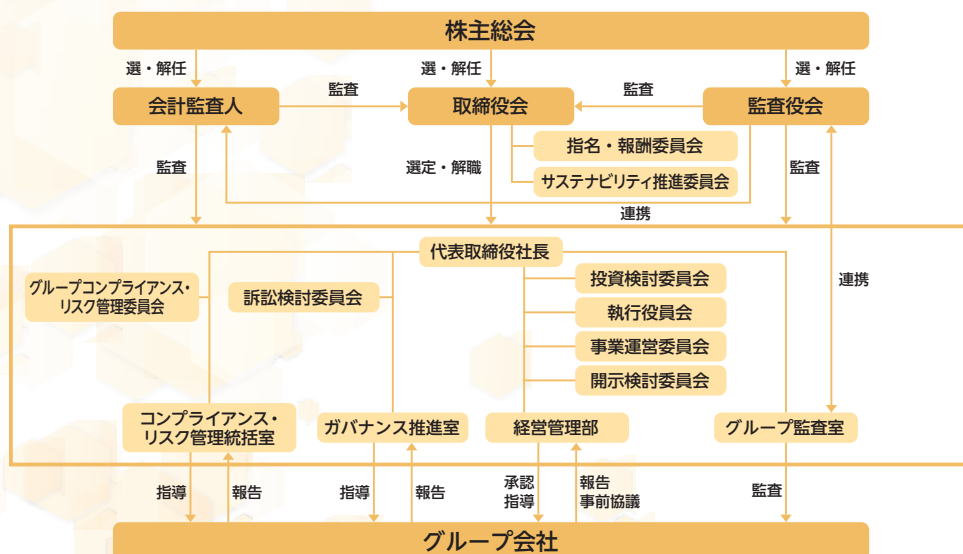 株主総会
選・解任
選・解任
選・解任
会計監査人
監査
取締役会
監査
監査役会
指名・報酬委員会
監査
選定・解職
監査
サステナビリティ推進委員会
連携
代表取締役社長
グループコンプライアンス・
リスク管理委員会
訴訟検討委員会
投資検討委員会
連携
執行役員会
事業運営委員会
開示検討委員会
コンプライアンス・
リスク管理統括室
ガバナンス推進室
経営管理部
グループ監査室
指導
報告
指導
報告
承認
指導
報告
事前協議
監査
グループ会社